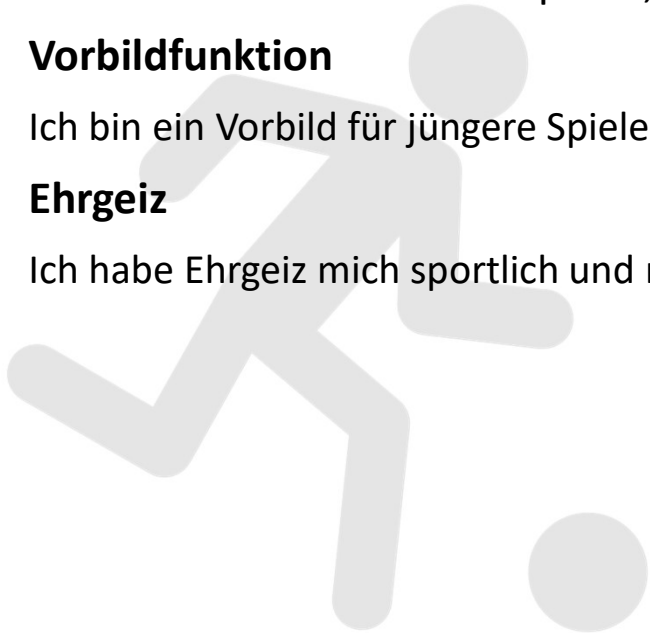 Vorbildfunktion
Ich bin ein Vorbild für jüngere Spiele
Ehrgeiz
Ich habe Ehrgeiz mich sportlich und